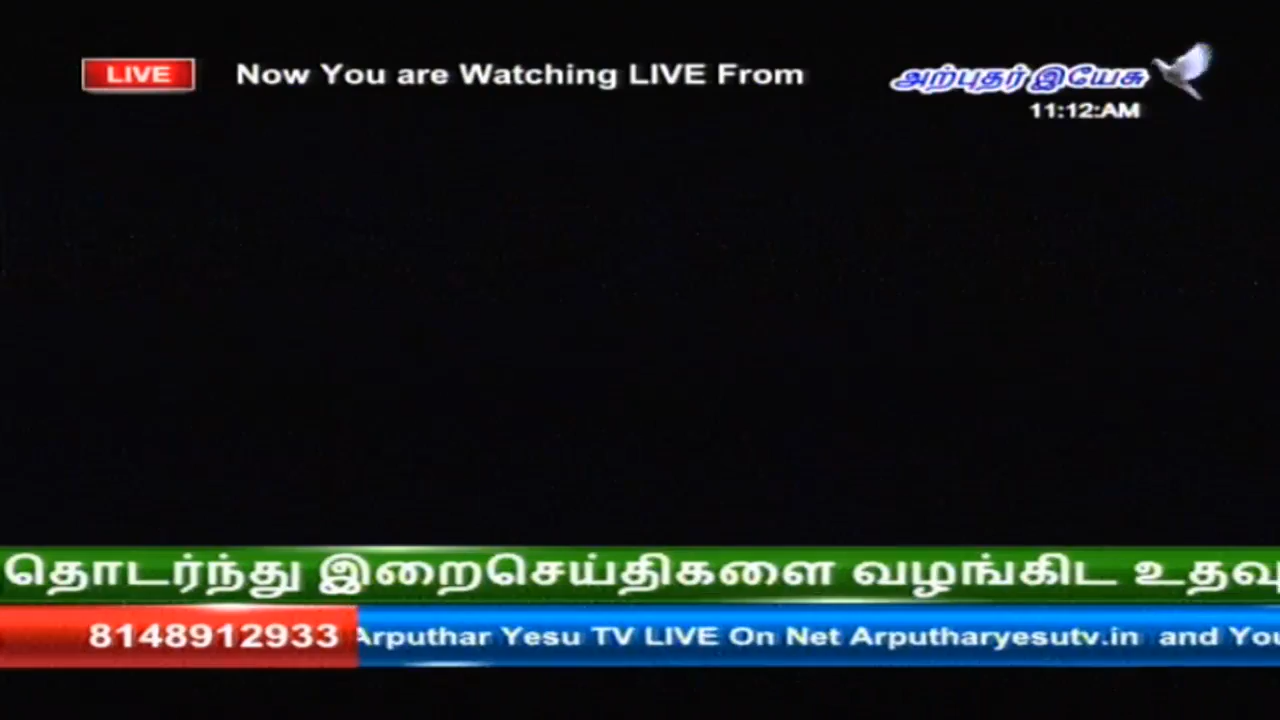 LIVE Now You are Watching LIVE From
அற்புதர் இயேசு
11:12:AM
தொடர்ந்து இறைசெய்திகளை வழங்கிட உதவு
8148912933 Arputhar Yesu TV LIVE On Net Arputharyesutv.in and You